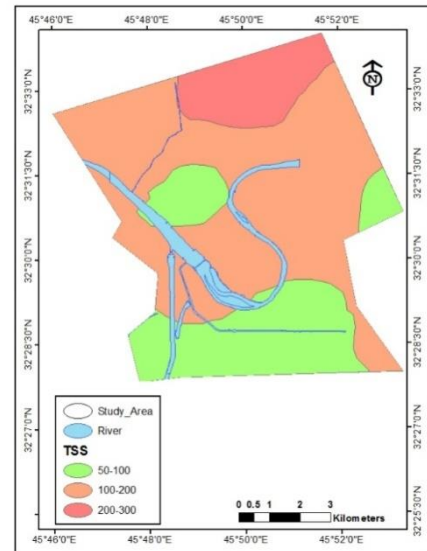 45°46'0"E 45°48'0"E 45°50'0"E 45°52'0"E
32°33'0"N 32°33'0"N
N
32°31'30"N 32°31'30"N
32°30'0"N 32°30'0"N
32°28'30"N 32°28'30"N
32°27'0"N 32°27'0"N
32°25'30"N
Study_Area
River
TSS
50-100
100-200
200-300
0 0.5 1 2 3
Kilometers
45°46'0"E 45°48'0"E 45°50'0"E 45°52'0"E